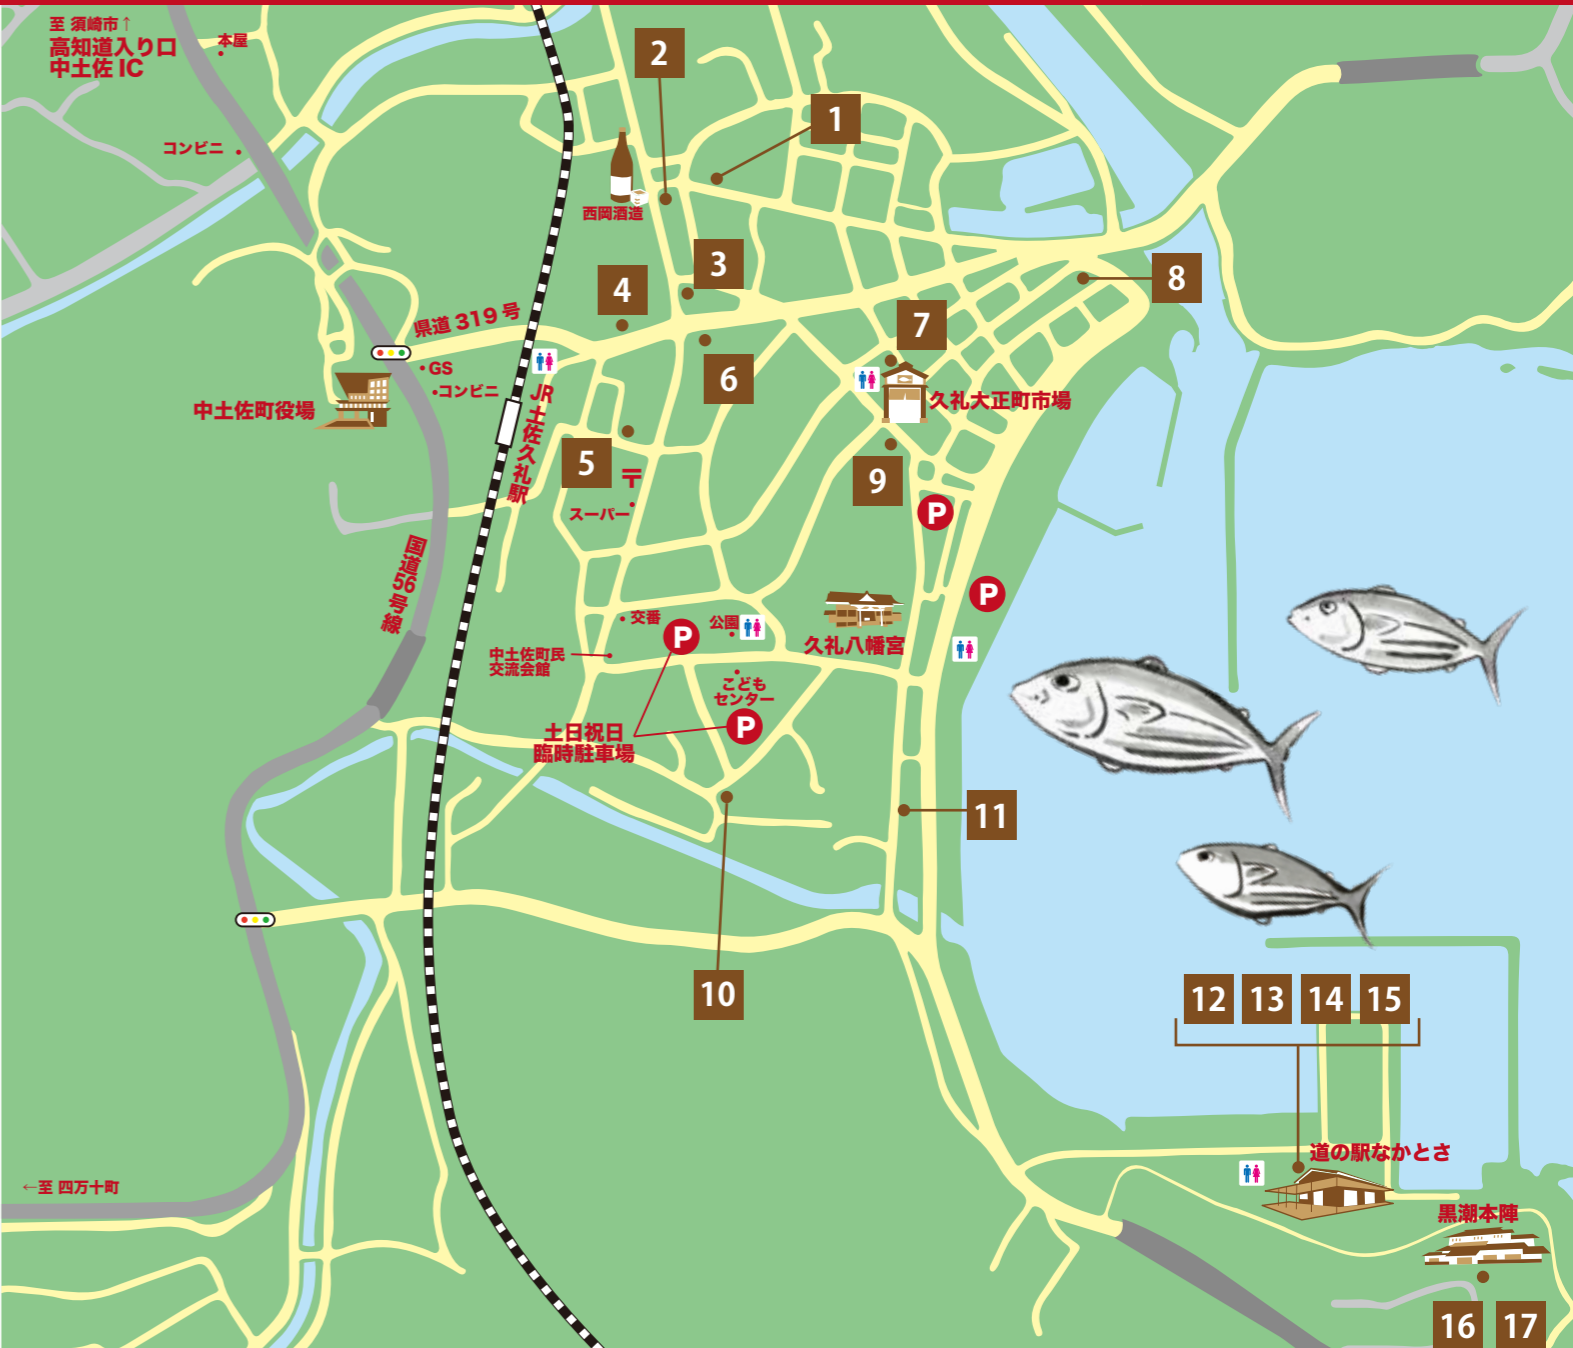 至 須崎市↑
高知道入り口
中土佐 IC
本屋
コンビニ
2
1
西岡酒造
3
4
8
県道 319 号
7
GS
コンビニ
中土佐町役場
JR土佐久礼駅
6
久礼大正町市場
5
〒
スーパー
9
P
国道56号線
P
交番
公園
P
久礼八幡宮
中土佐町民
交流会館
こども
センター
P
土日祝日
臨時駐車場
11
10
12 13 14 15
道の駅なかとさ
←至 四万十町
黒潮本陣
16 17